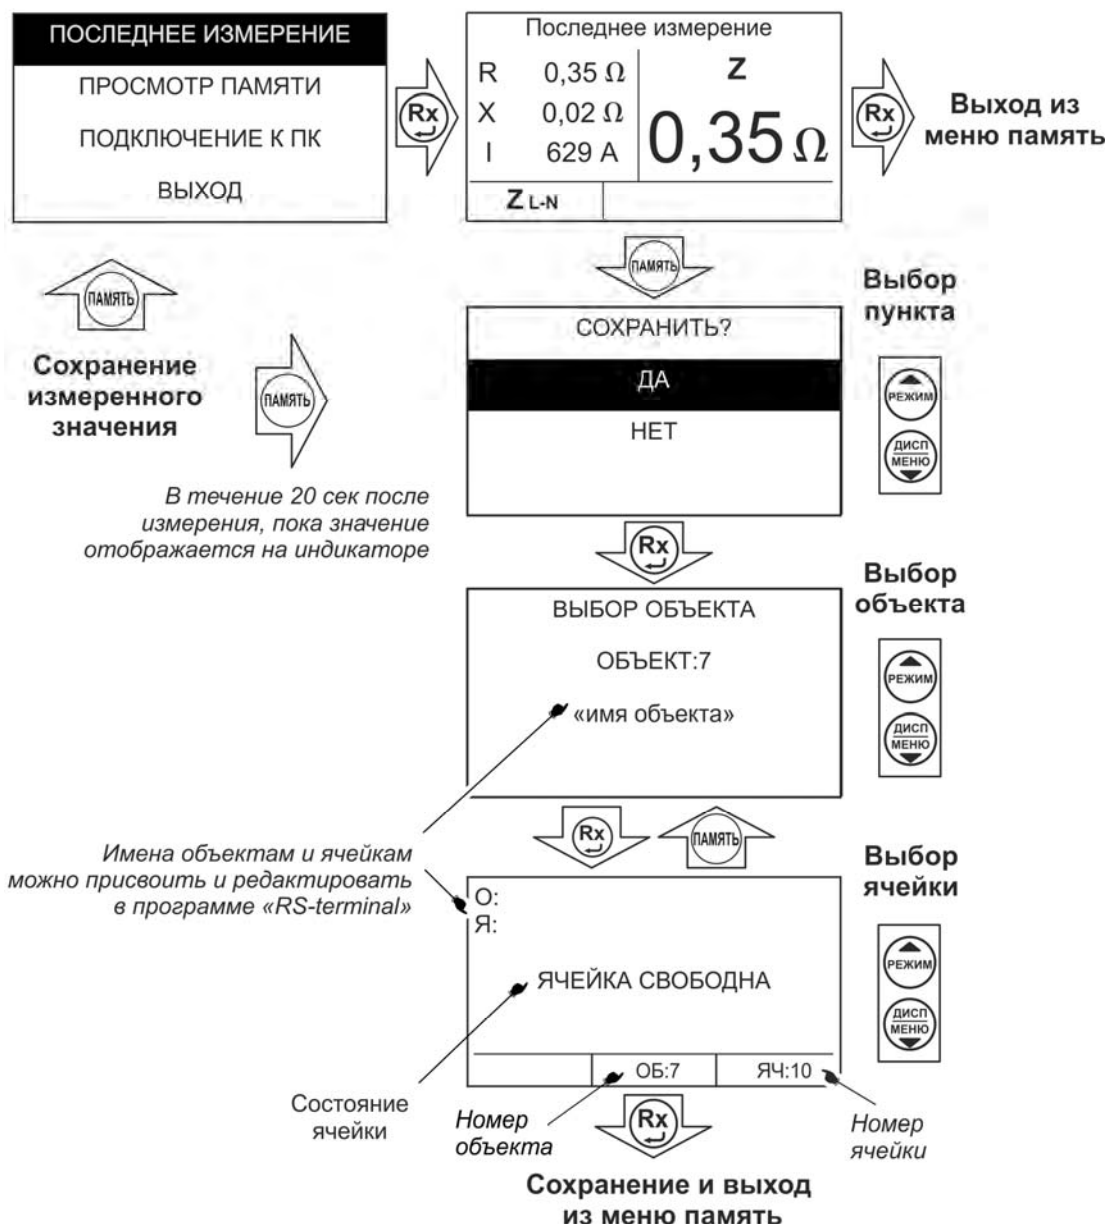 ПОСЛЕДНЕЕ ИЗМЕРЕНИЕ
ПРОСМОТР ПАМЯТИ
ПОДКЛЮЧЕНИЕ К ПК
ВЫХОД
Rx
Последнее измерение
R 0,35 Ω
X 0,02 Ω
I 629 A
Z
0,35 Ω
Z L-N
Rx
Выход из
меню память
ПАМЯТЬ
Сохранение
измеренного
значения
ПАМЯТЬ
В течение 20 сек после
измерения, пока значение
отображается на индикаторе
ПАМЯТЬ
СОХРАНИТЬ?
ДА
НЕТ
Выбор
пункта
РЕЖИМ
ДИСП
МЕНЮ
Rx
ВЫБОР ОБЪЕКТА
ОБЪЕКТ:7
«имя объекта»
Выбор
объекта
РЕЖИМ
ДИСП
МЕНЮ
Rx
ПАМЯТЬ
Имена объектам и ячейкам
можно присвоить и редактировать
в программе «RS-terminal»
О:
Я:
ЯЧЕЙКА СВОБОДНА
ОБ:7
ЯЧ:10
Выбор
ячейки
РЕЖИМ
ДИСП
МЕНЮ
Состояние
ячейки
Номер
объекта
Rx
Номер
ячейки
Сохранение и выход
из меню память